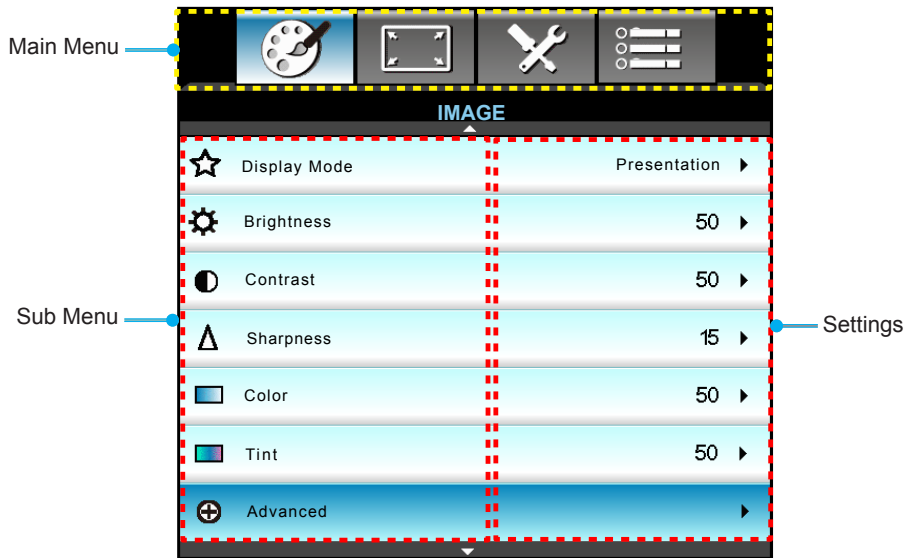 Main Menu
IMAGE
Display Mode Presentation
Brightness 50
Contrast 50
Sub Menu
Sharpness 15
Settings
Color 50
Tint 50
Advanced